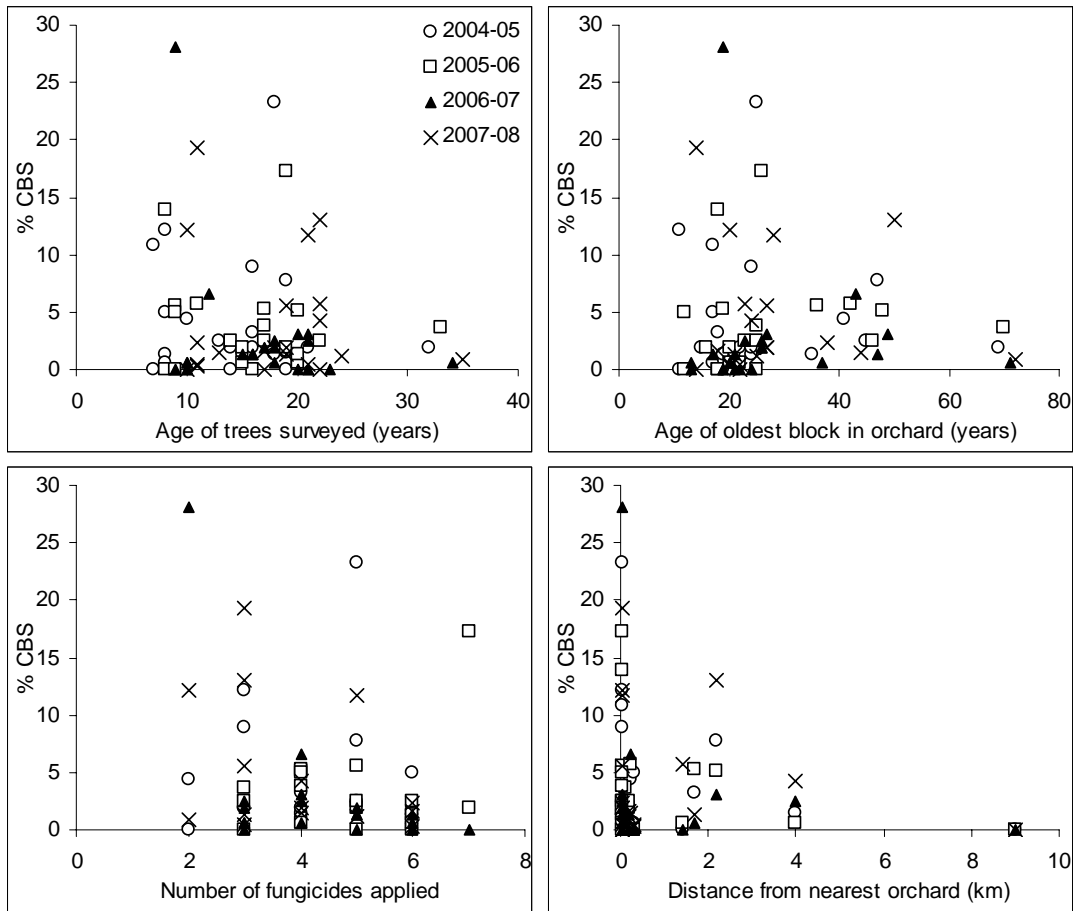 30
25
20
15
10
5
0
% CBS
0 10 20 30 40
Age of trees surveyed (years)
2004-05
2005-06
2006-07
2007-08
30
25
20
15
10
5
0
% CBS
0 20 40 60 80
Age of oldest block in orchard (years)
30
25
20
15
10
5
0
% CBS
0 2 4 6 8
Number of fungicides applied
30
25
20
15
10
5
0
% CBS
0 2 4 6 8 10
Distance from nearest orchard (km)